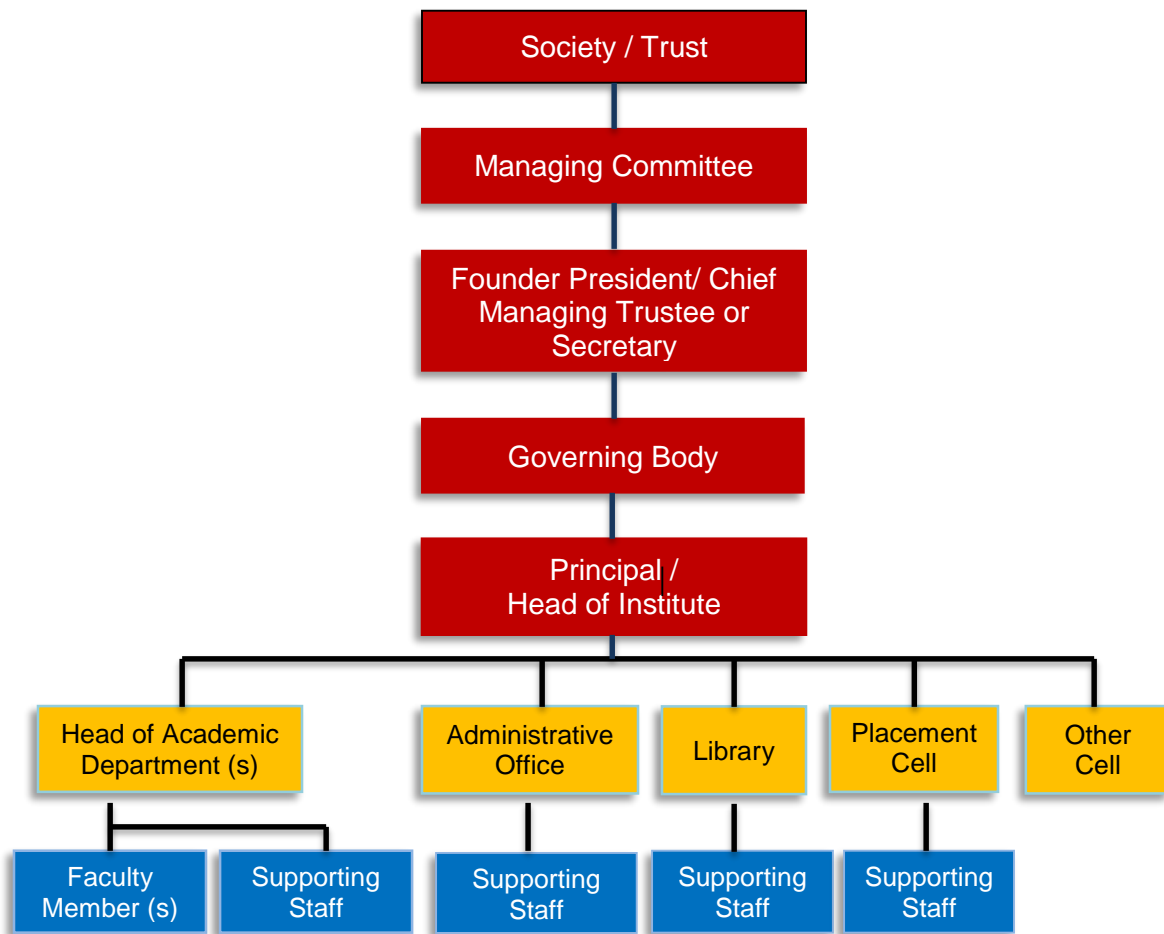 Society / Trust
Managing Committee
Founder President/ Chief
Managing Trustee or
Secretary
Governing Body
Principal /
Head of Institute
Head of Academic
Department (s)
Administrative
Office
Library
Placement
Cell
Other
Cell
Faculty
Member (s)
Supporting
Staff
Supporting
Staff
Supporting
Staff
Supporting
Staff